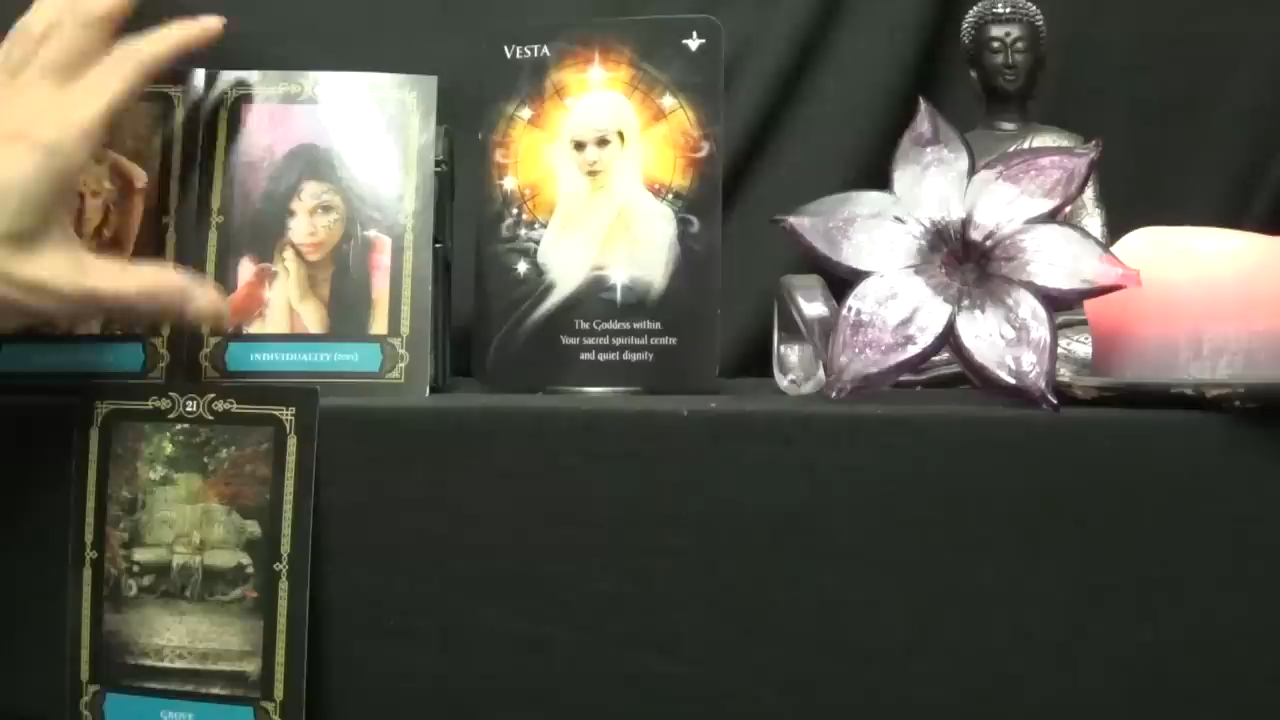 VESTA
INDIVIDUALITY
The Goddess within.
Your sacred spiritual centre
and quiet dignity
21
GROVE